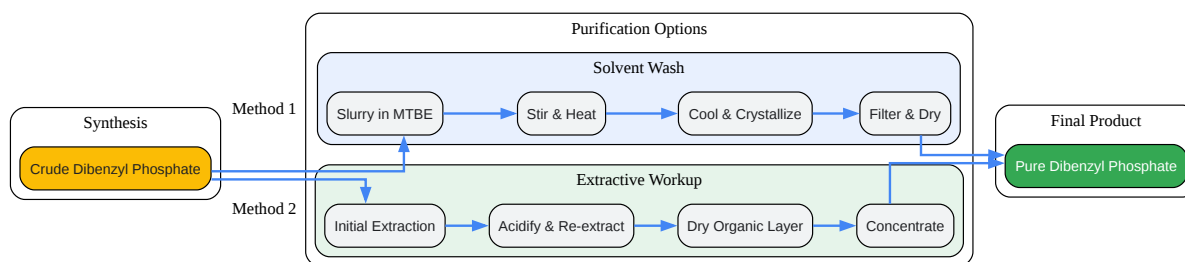 Purification Options
Solvent Wash
Method 1
Slurry in MTBE
Stir & Heat
Cool & Crystallize
Filter & Dry
Synthesis
Crude Dibenzyl Phosphate
Final Product
Pure Dibenzyl Phosphate
Extractive Workup
Method 2
Initial Extraction
Acidify & Re-extract
Dry Organic Layer
Concentrate